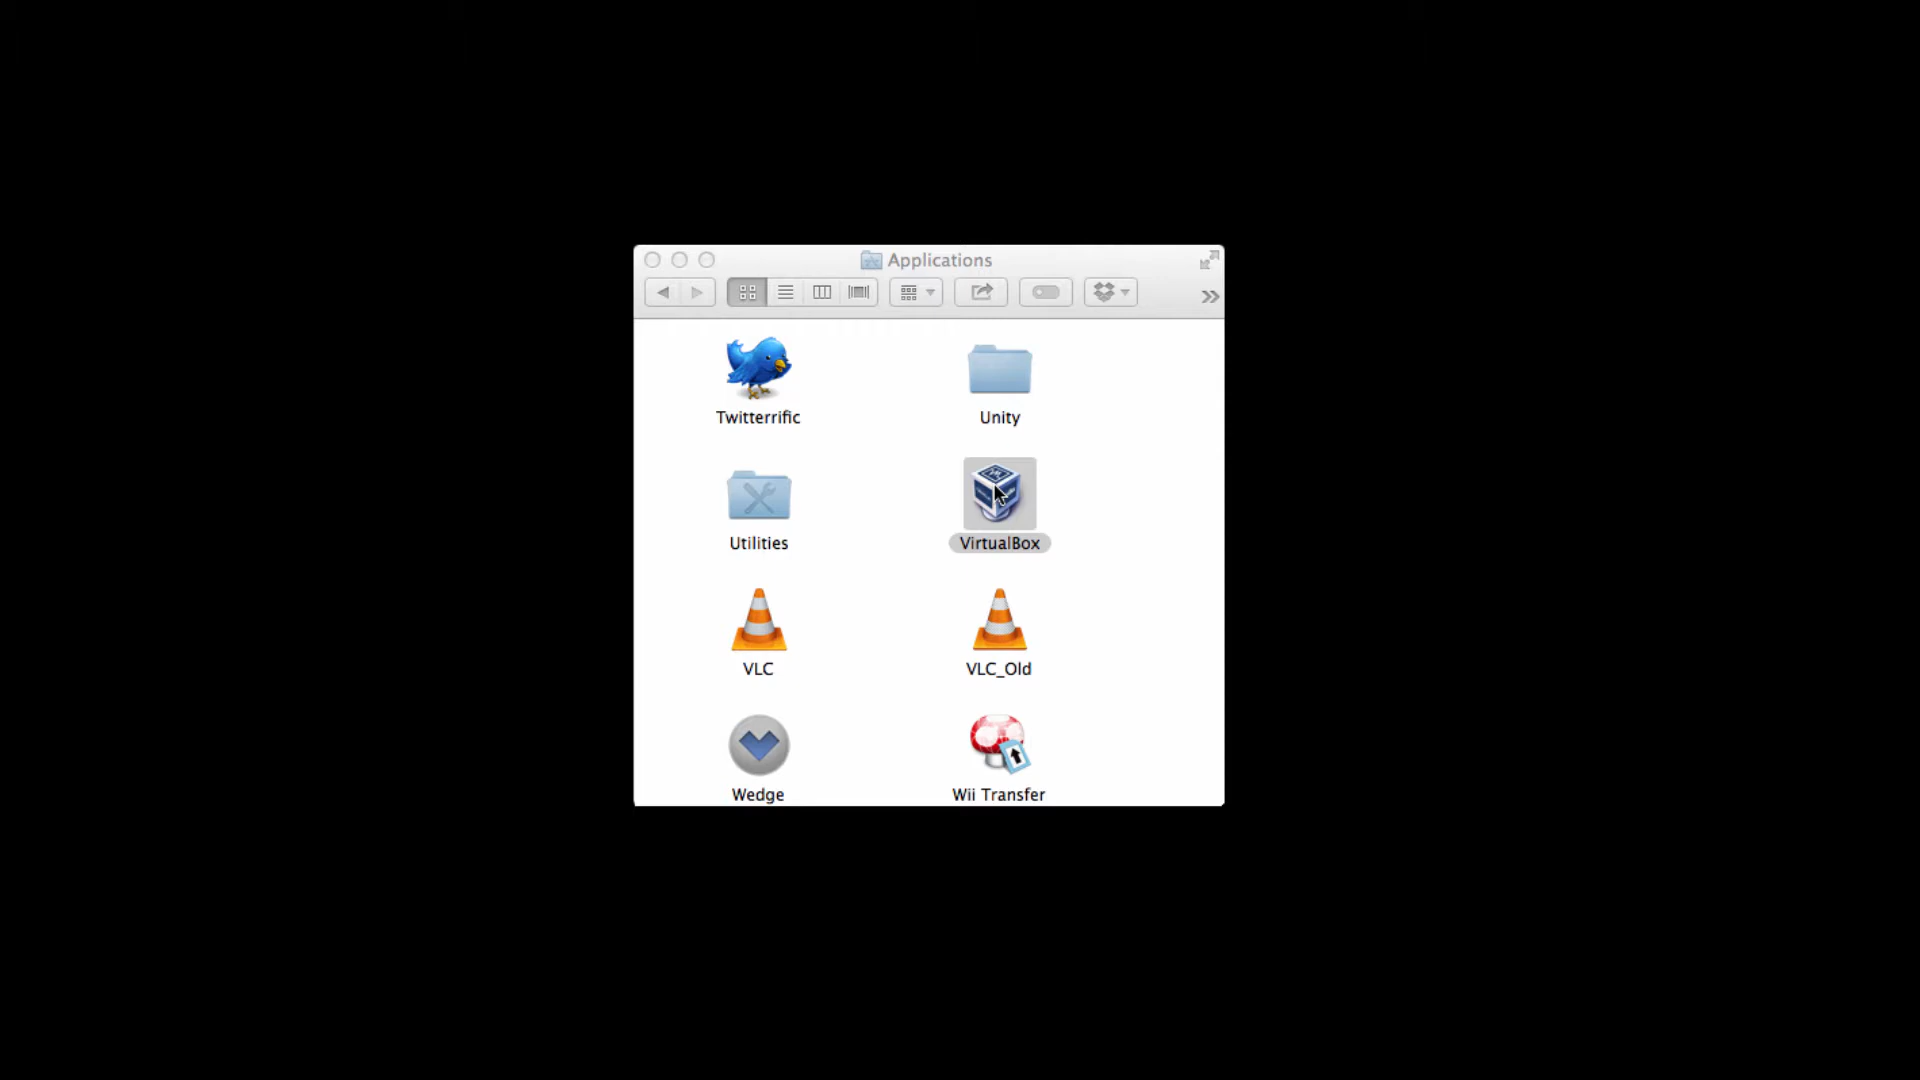 Applications
Twitterrific
Unity
Utilities
VirtualBox
VLC
VLC_Old
Wedge
Wii Transfer